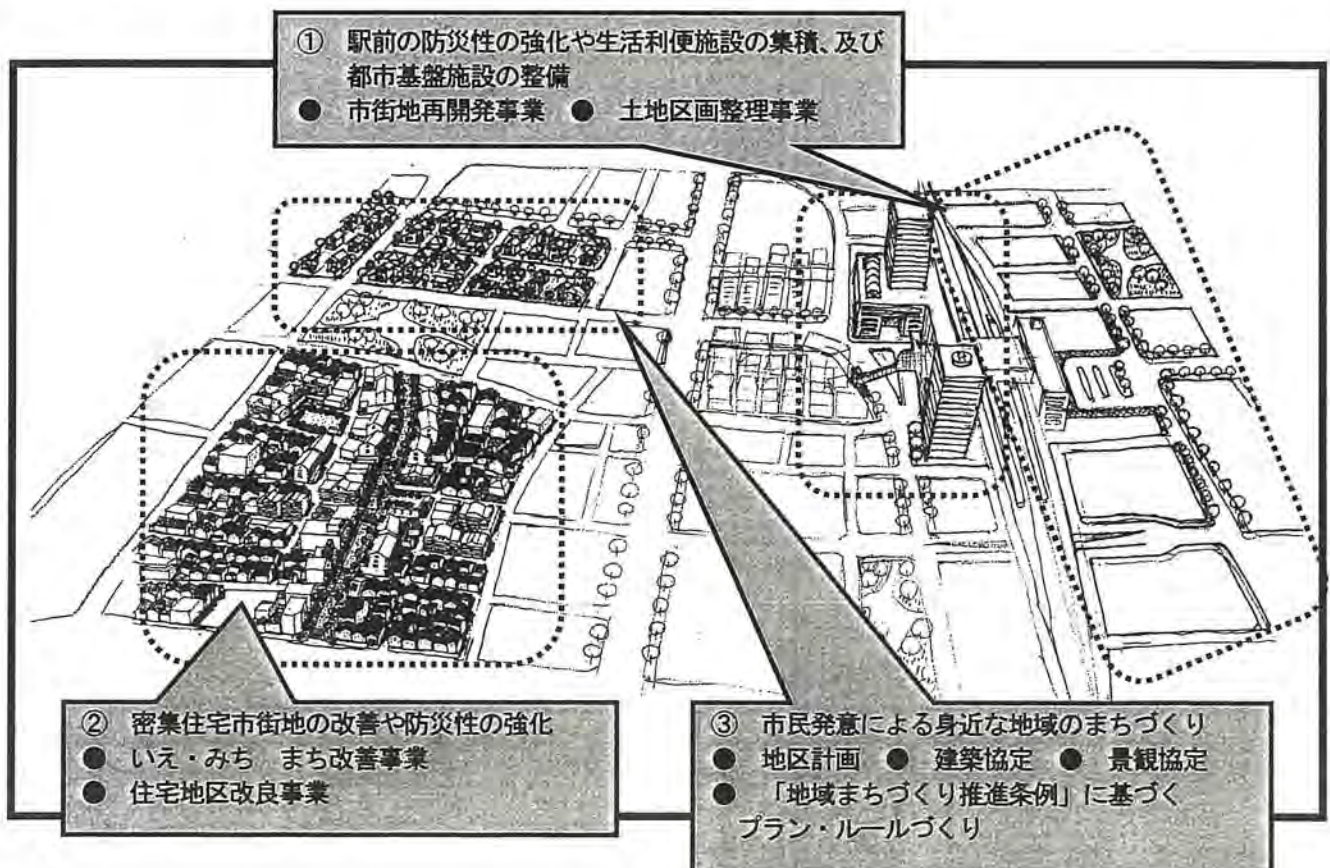 ① 駅前の防災性の強化や生活利便施設の集積、及び
都市基盤施設の整備
● 市街地再開発事業 ● 土地区画整理事業
② 密集住宅市街地の改善や防災性の強化
● いえ・みち まち改善事業
● 住宅地区改良事業
③ 市民発意による身近な地域のまちづくり
● 地区計画 ● 建築協定 ● 景観協定
● 「地域まちづくり推進条例」に基づく
プラン・ルールづくり